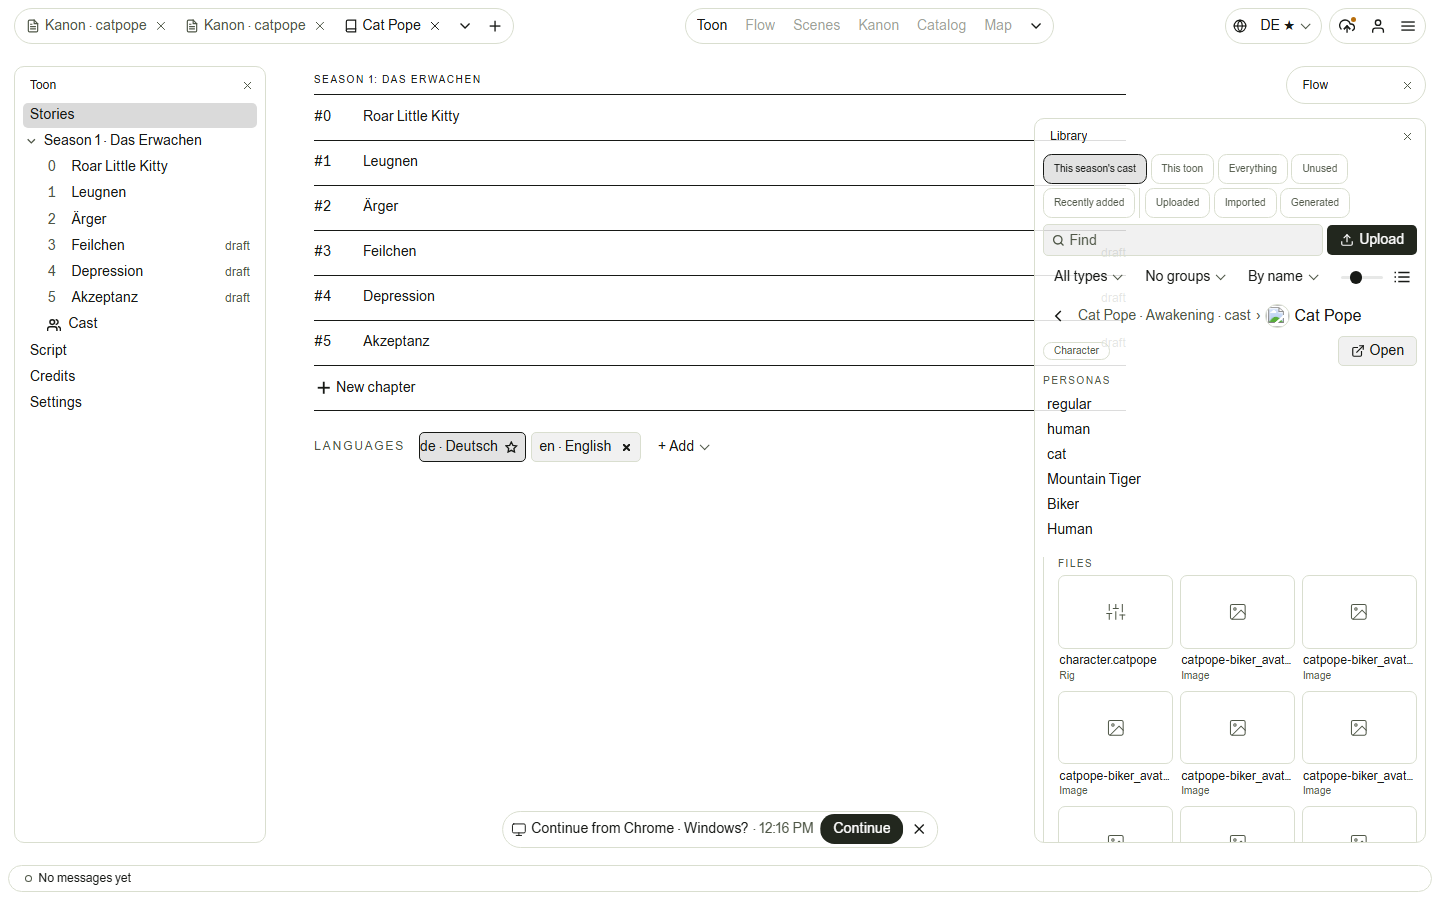 Kanon · catpope
Kanon · catpope
Cat Pope
Toon
Flow
Scenes
Kanon
Catalog
Map
DE ★
Toon
Stories
Season 1 · Das Erwachen
0 Roar Little Kitty
1 Leugnen
2 Ärger
3 Feilchen draft
4 Depression draft
5 Akzeptanz draft
Cast
Script
Credits
Settings
SEASON 1: DAS ERWACHEN
#0 Roar Little Kitty
#1 Leugnen
#2 Ärger
#3 Feilchen draft
#4 Depression draft
#5 Akzeptanz draft
New chapter
LANGUAGES
de · Deutsch
en · English
+ Add
Flow
Library
This season's cast
This toon
Everything
Unused
Recently added
Uploaded
Imported
Generated
Find
Upload
All types
No groups
By name
Cat Pope · Awakening · cast › Cat Pope
Character
Open
PERSONAS
regular
human
cat
Mountain Tiger
Biker
Human
FILES
character.catpope
Rig
catpope-biker_avat…
Image
catpope-biker_avat…
Image
catpope-biker_avat…
Image
catpope-biker_avat…
Image
catpope-biker_avat…
Image
Continue from Chrome · Windows? · 12:16 PM
Continue
No messages yet